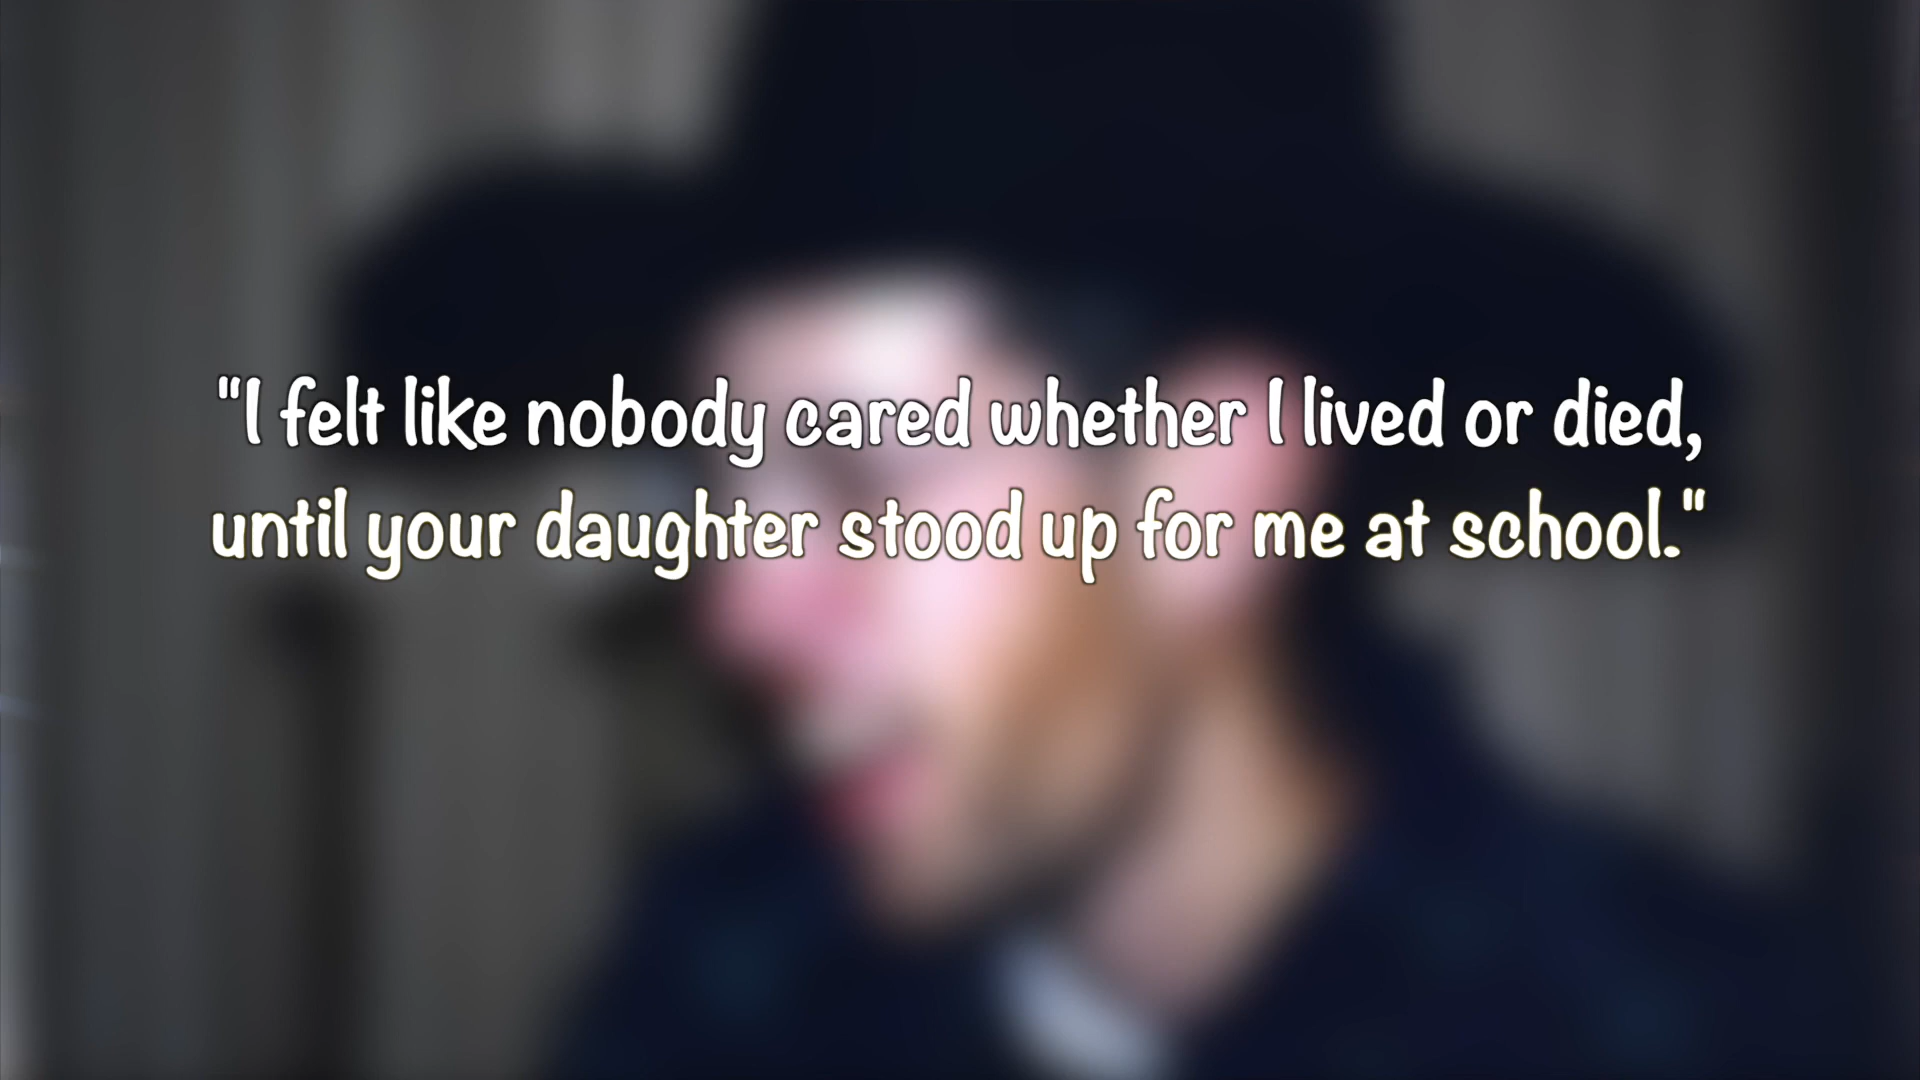 "I felt like nobody cared whether I lived or died,
until your daughter stood up for me at school."